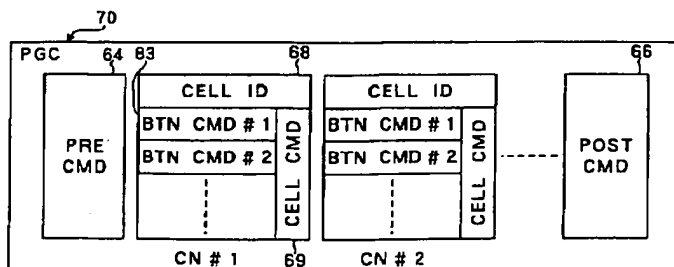 70
PGC 64 83 68 66
CELL ID CELL ID
PRE CMD
BTN CMD # 1
BTN CMD # 2
CELL CMD
BTN CMD # 1
BTN CMD # 2
CELL CMD
POST CMD
CN # 1 69 CN # 2